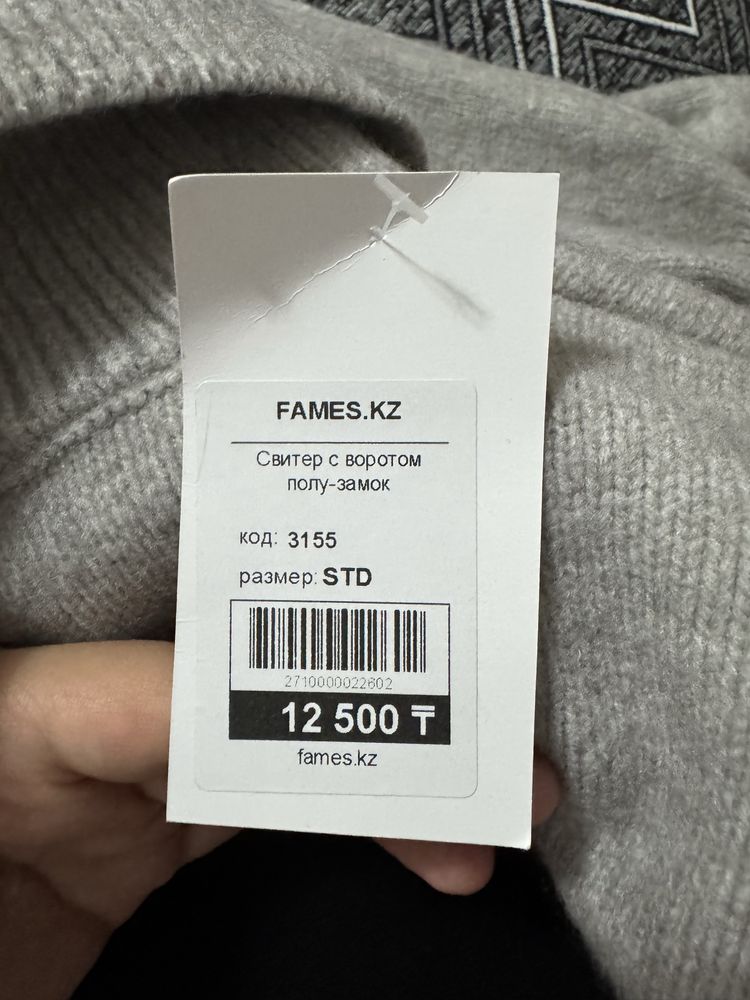 FAMES.KZ
Свитер с воротом
полу-замок
код: 3155
размер: STD
2710000022602
12 500 ₸
fames.kz